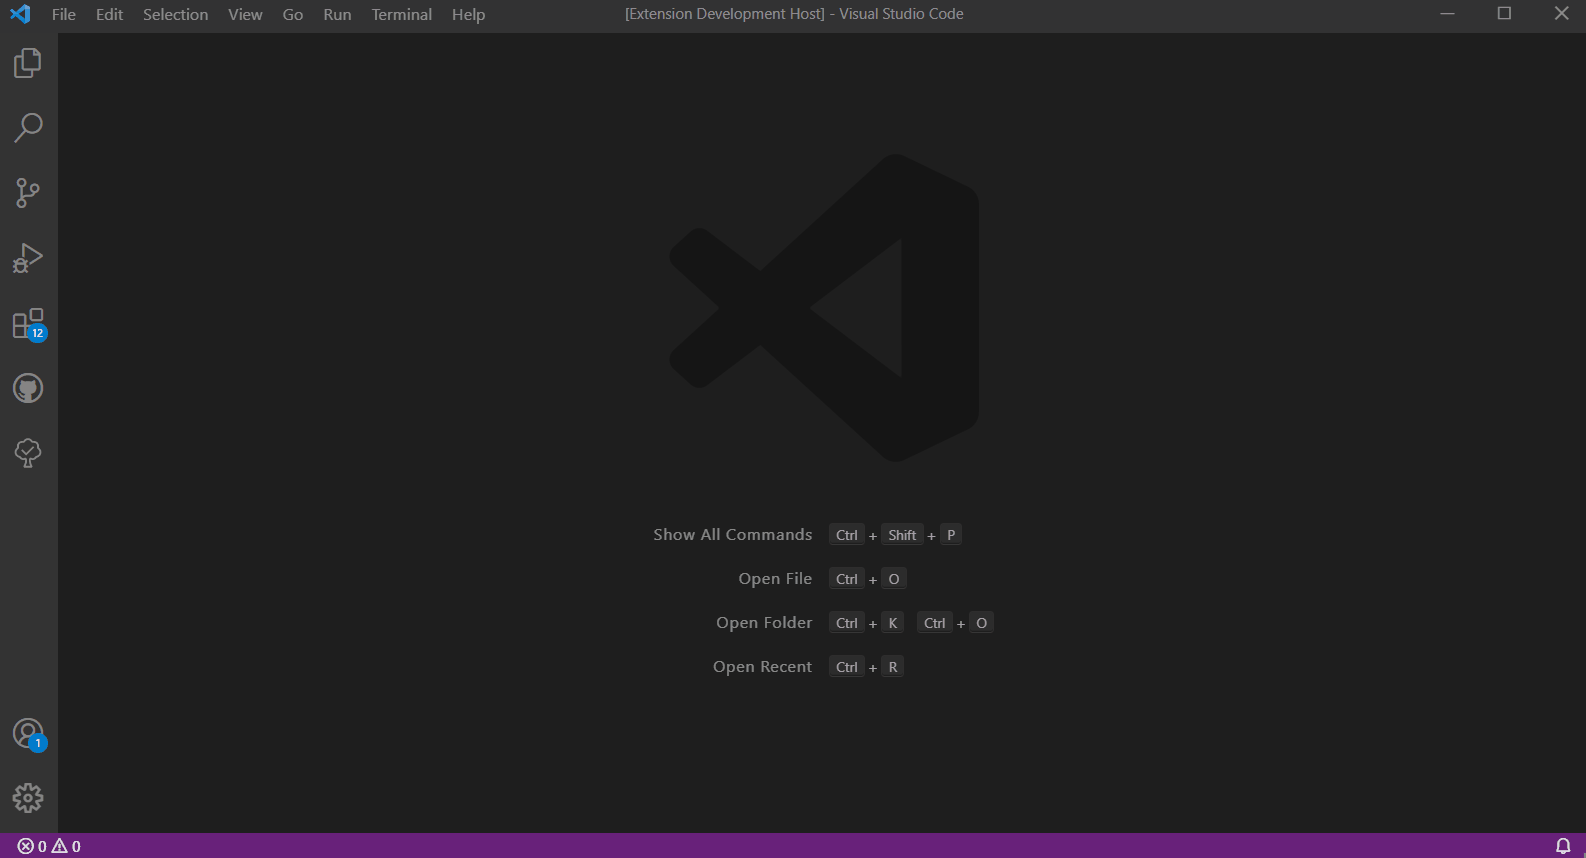 File Edit Selection View Go Run Terminal Help [Extension Development Host] - Visual Studio Code
12
Show All Commands Ctrl + Shift + P
Open File Ctrl + O
Open Folder Ctrl + K Ctrl + O
Open Recent Ctrl + R
1
0 0